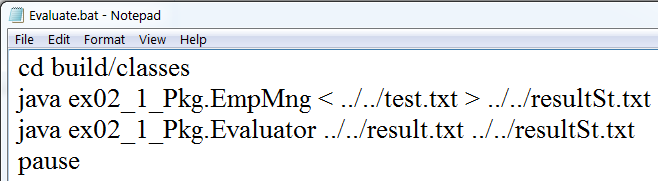 Evaluate.bat - Notepad
File Edit Format View Help
cd build/classes
java ex02_1_Pkg.EmpMng < ../../test.txt > ../../resultSt.txt
java ex02_1_Pkg.Evaluator ../../result.txt ../../resultSt.txt
pause